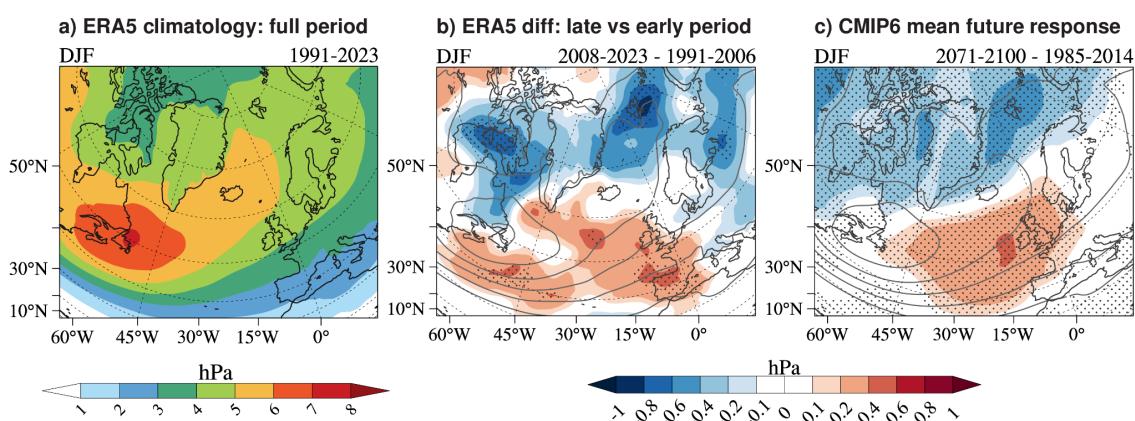 a) ERA5 climatology: full period
b) ERA5 diff: late vs early period
c) CMIP6 mean future response
DJF 1991-2023
DJF 2008-2023 - 1991-2006
DJF 2071-2100 - 1985-2014
50°N
30°N
10°N
60°W 45°W 30°W 15°W 0°
50°N
30°N
10°N
60°W 45°W 30°W 15°W 0°
50°N
30°N
10°N
60°W 45°W 30°W 15°W 0°
hPa
1 2 3 4 5 6 7 8
hPa
-1 -0.8 -0.6 -0.4 -0.2 -0.1 0 0.1 0.2 0.4 0.6 0.8 1